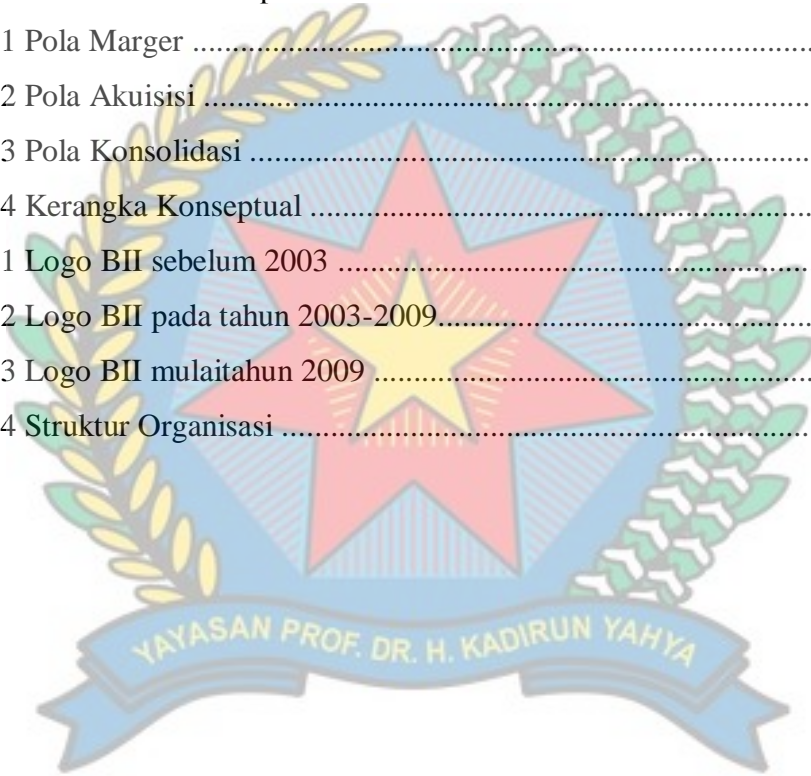 1 Pola Marger ....................................................................................
2 Pola Akuisisi ....................................................................................
3 Pola Konsolidasi ..............................................................................
4 Kerangka Konseptual ......................................................................
1 Logo BII sebelum 2003 ..................................................................
2 Logo BII pada tahun 2003-2009.....................................................
3 Logo BII mulaitahun 2009 .............................................................
4 Struktur Organisasi .........................................................................
YAYASAN PROF. DR. H. KADIRUN YAHYA